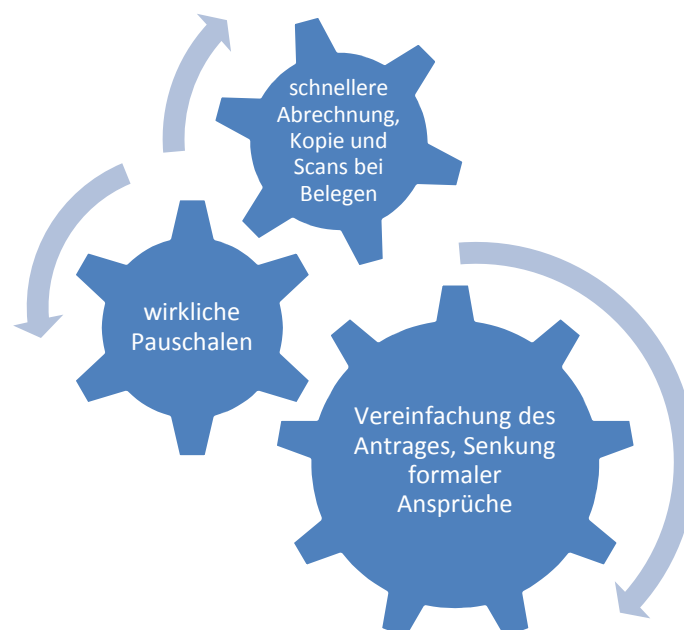 schnellere
Abrechnung,
Kopie und
Scans bei
Belegen
wirkliche
Pauschalen
Vereinfachung des
Antrages, Senkung
formaler
Ansprüche